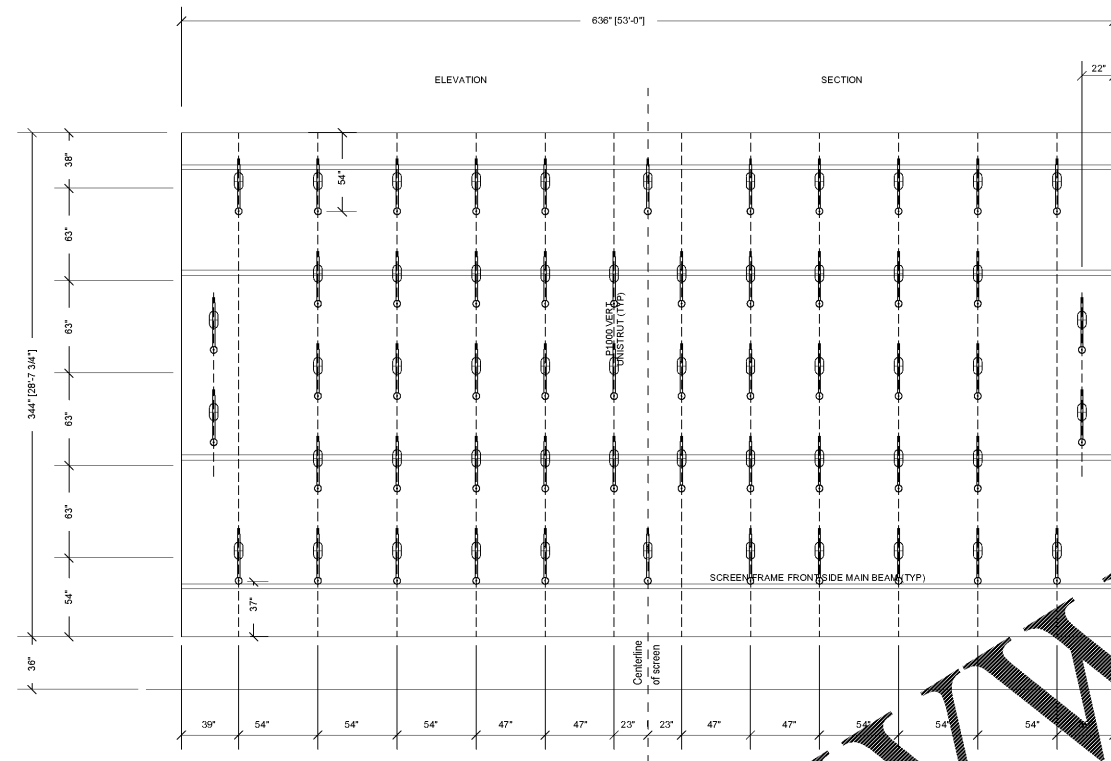 636" [53'-0"]
ELEVATION
SECTION
22"
38"
54"
63"
63"
P1000 VERT
UNISTRUT (TYP)
344" [28'-7 3/4"]
63"
63"
SCREEN FRAME FRONT SIDE MAIN BEAM (TYP)
54"
37"
36"
Centerline
of screen
39" 54" 54" 54" 47" 47" 23" 23" 47" 47" 54" 54" 54"